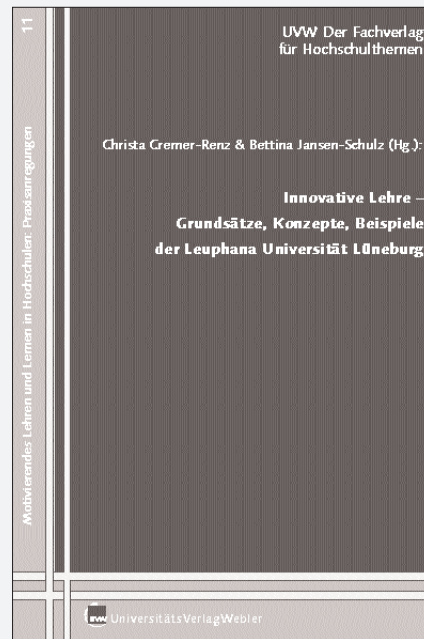 UVW Der Fachverlag
für Hochschulthemen
Christa Cremer-Renz & Bettina Jansen-Schulz (Hg.):
Innovative Lehre –
Grundsätze, Konzepte, Beispiele
der Leuphana Universität Lüneburg
11
Motivierendes Lehren und Lernen in Hochschulen: Praxisanregungen
UVW UniversitätsVerlagWebler